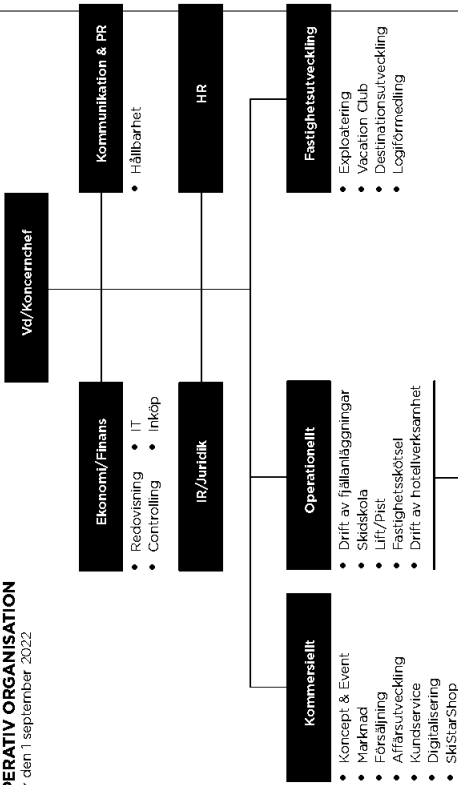 PERATIV ORGANISATION
den 1 september 2022
Vd/Koncernchef
Ekonomi/Finans
• Redovisning • IT
• Controlling • Inköp
Kommunikation & PR
• Hållbarhet
IR/Juridik
HR
Kommersiellt
• Koncept & Event
• Marknad
• Försäljning
• Affärsutveckling
• Kundservice
• Digitalisering
• SkiStarShop
Operationellt
• Drift av fjällanläggningar
• Skidskola
• Lift/Pist
• Fastighetsskötsel
• Drift av hotellverksamhet
Fastighetsutveckling
• Exploatering
• Vacation Club
• Destinationsutveckling
• Logiförmedling